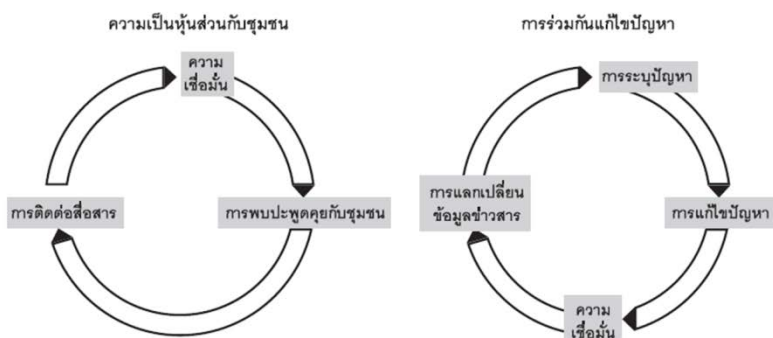 ความเป็นหุ้นส่วนกับชุมชน
ความ
เชื่อมั่น
การติดต่อสื่อสาร
การพบปะพูดคุยกับชุมชน
การร่วมกันแก้ไขปัญหา
การระบุปัญหา
การแลกเปลี่ยน
ข้อมูลข่าวสาร
การแก้ไขปัญหา
ความ
เชื่อมั่น